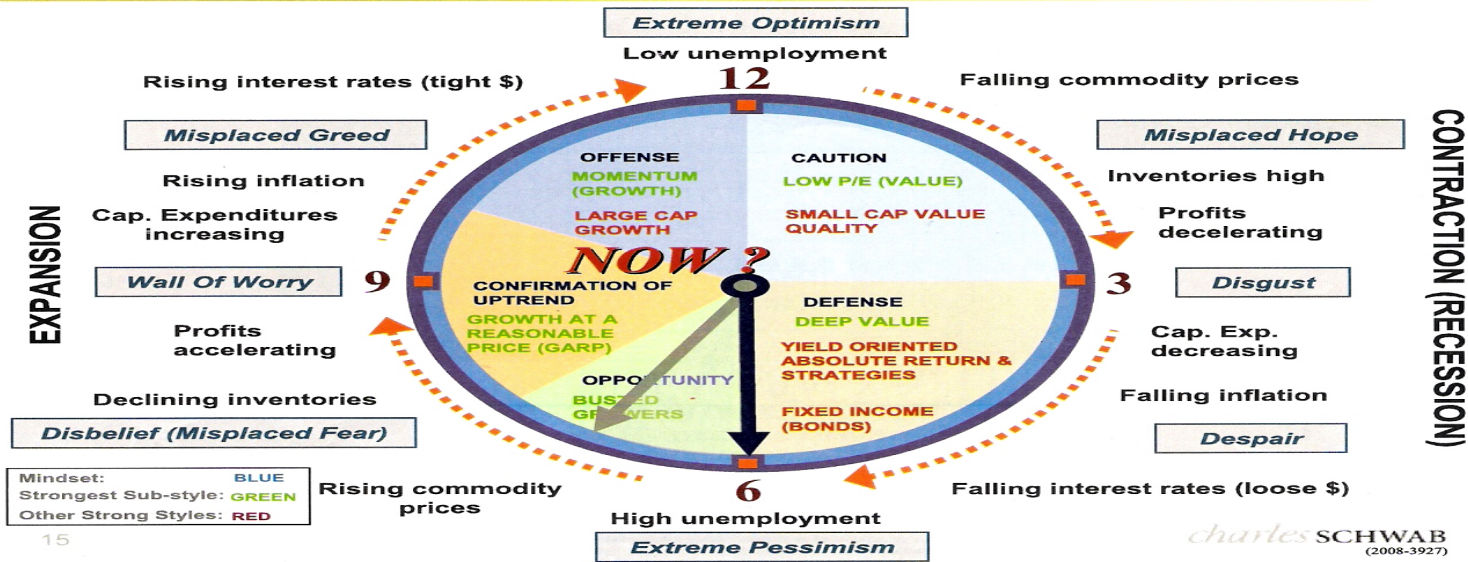 Extreme Optimism
Low unemployment
12
Rising interest rates (tight $)
Falling commodity prices
Misplaced Greed
Misplaced Hope
Rising inflation
Inventories high
Cap. Expenditures
increasing
Profits
decelerating
EXPANSION
CONTRACTION (RECESSION)
Wall Of Worry
9
3
Disgust
Profits
accelerating
Cap. Exp.
decreasing
Declining inventories
Falling inflation
Disbelief (Misplaced Fear)
Despair
OFFENSE
MOMENTUM
(GROWTH)
LARGE CAP
GROWTH
CAUTION
LOW P/E (VALUE)
SMALL CAP VALUE
QUALITY
NOW ?
CONFIRMATION OF
UPTREND
GROWTH AT A
REASONABLE
PRICE (GARP)
DEFENSE
DEEP VALUE
YIELD ORIENTED
ABSOLUTE RETURN &
STRATEGIES
FIXED INCOME
(BONDS)
OPPORTUNITY
BUSTED
GROWERS
Mindset: BLUE
Strongest Sub-style: GREEN
Other Strong Styles: RED
Rising commodity
prices
6
Falling interest rates (loose $)
High unemployment
Extreme Pessimism
15
charles SCHWAB
(2008-3927)